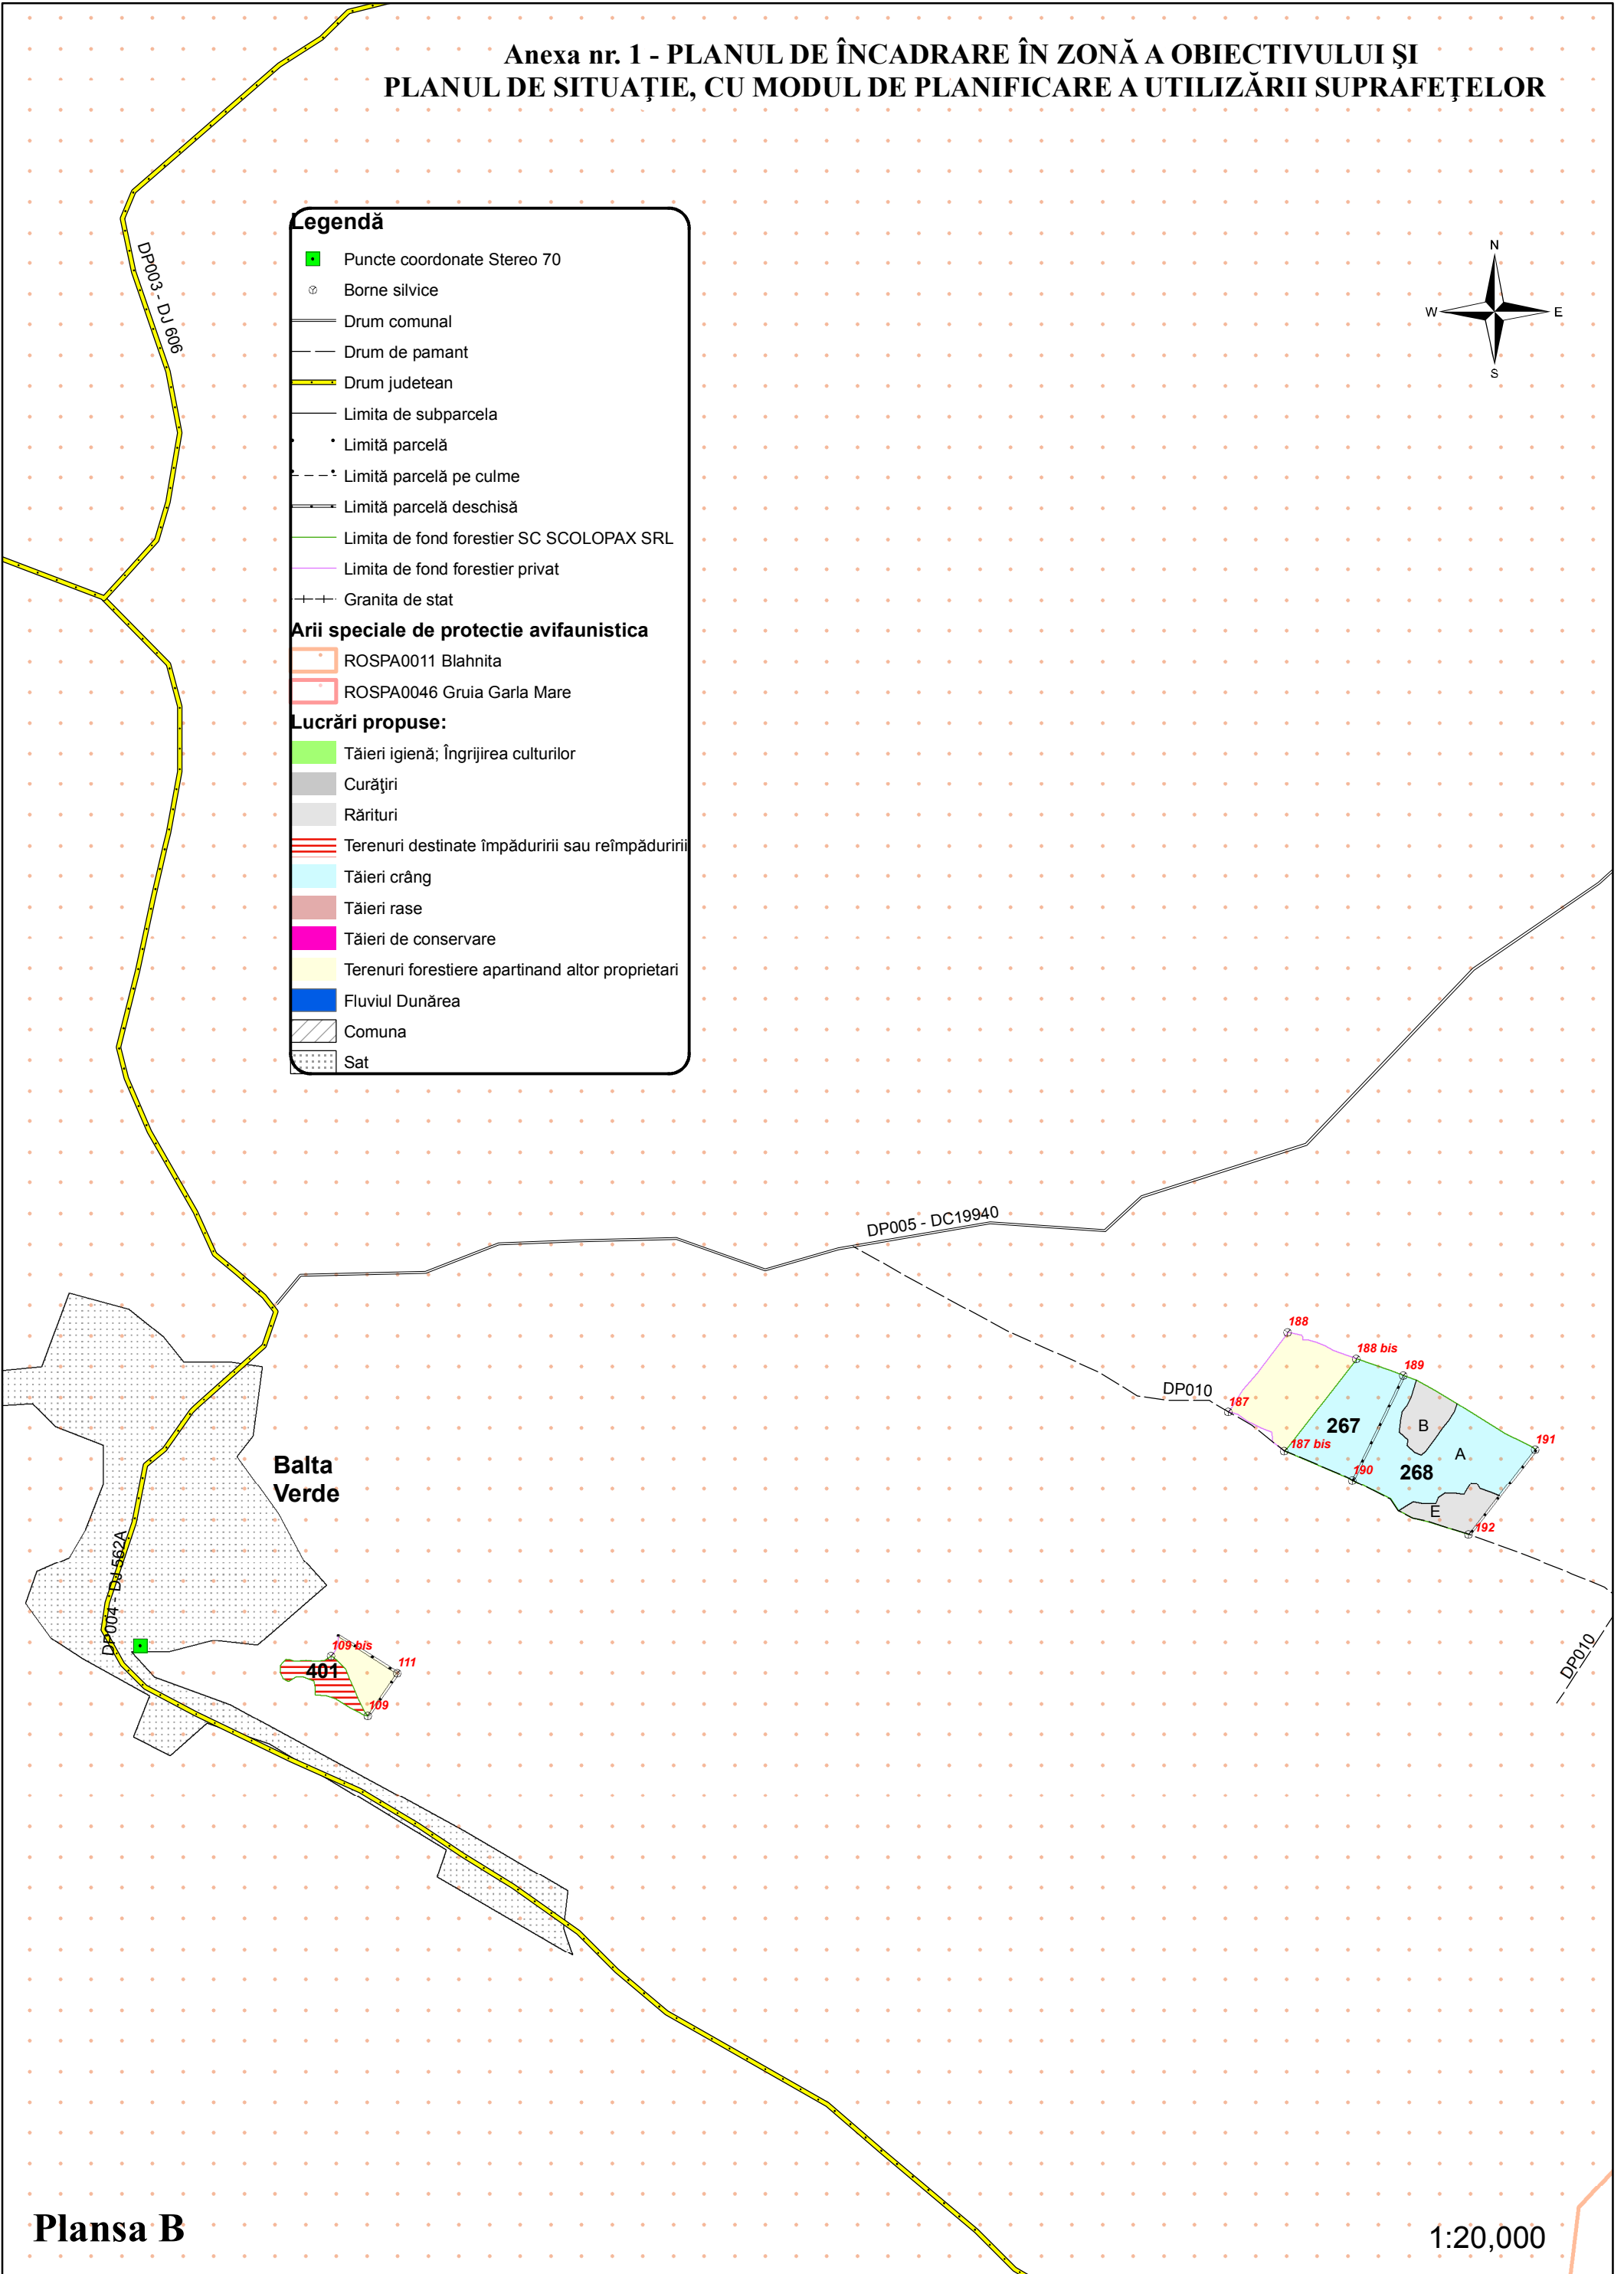 Anexa nr. 1 - PLANUL DE ÎNCADRARE ÎN ZONĂ A OBIECTIVULUI ŞI
PLANUL DE SITUAŢIE, CU MODUL DE PLANIFICARE A UTILIZĂRII SUPRAFEŢELOR
DP003 - DJ 606
Legendă
Puncte coordonate Stereo 70
Borne silvice
Drum comunal
Drum de pamant
Drum judetean
Limita de subparcela
Limită parcelă
Limită parcelă pe culme
Limită parcelă deschisă
Limita de fond forestier SC SCOLOPAX SRL
Limita de fond forestier privat
Granita de stat
Arii speciale de protectie avifaunistica
ROSPA0011 Blahnita
ROSPA0046 Gruia Garla Mare
Lucrări propuse:
Tăieri igienă; Îngrijirea culturilor
Curăţiri
Rărituri
Terenuri destinate împăduririi sau reîmpăduririi
Tăieri crâng
Tăieri rase
Tăieri de conservare
Terenuri forestiere apartinand altor proprietari
Fluviul Dunărea
Comuna
Sat
N
W
E
S
DP005 - DC19940
188
188 bis
189
DP010
187
267
B
187 bis
A
191
190
268
E
192
Balta
Verde
DP004 - DJ 562A
109 bis
401
111
109
DP010
Plansa B
1:20,000